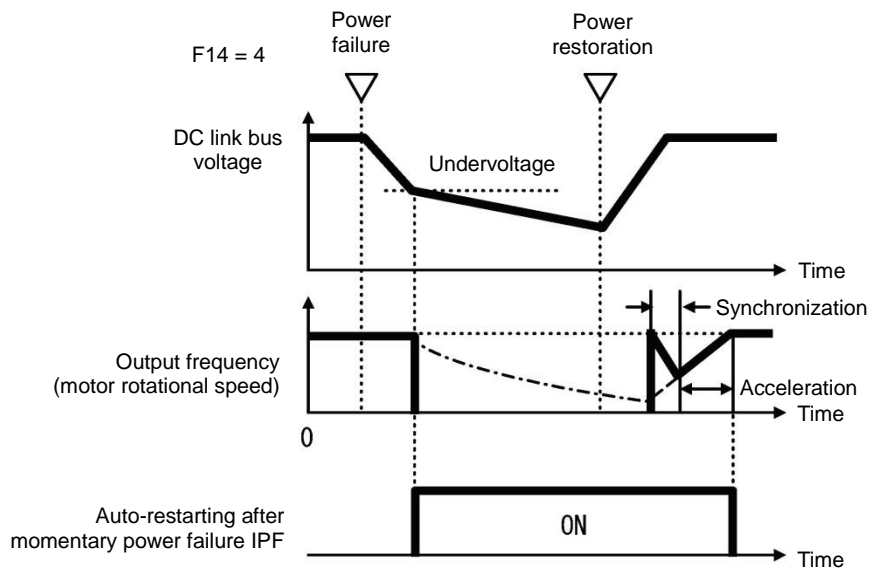 F14 = 4
Power
failure
Power
restoration
DC link bus
voltage
Undervoltage
Time
Synchronization
Output frequency
(motor rotational speed)
Acceleration
Time
0
Auto-restarting after
momentary power failure IPF
ON
Time